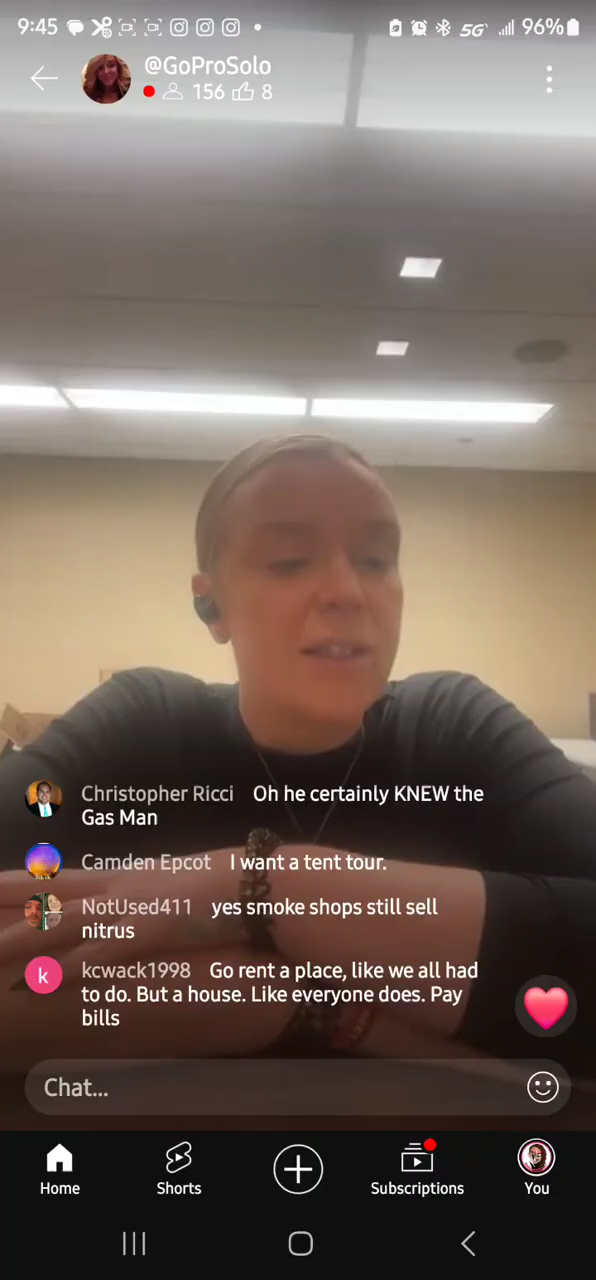 9:45 5G 96%
@GoProSolo
156 8
Christopher Ricci Oh he certainly KNEW the
Gas Man
Camden Epcot I want a tent tour.
NotUsed411 yes smoke shops still sell
nitrus
k kcwack1998 Go rent a place, like we all had
to do. But a house. Like everyone does. Pay
bills
Chat...
Home Shorts Subscriptions You